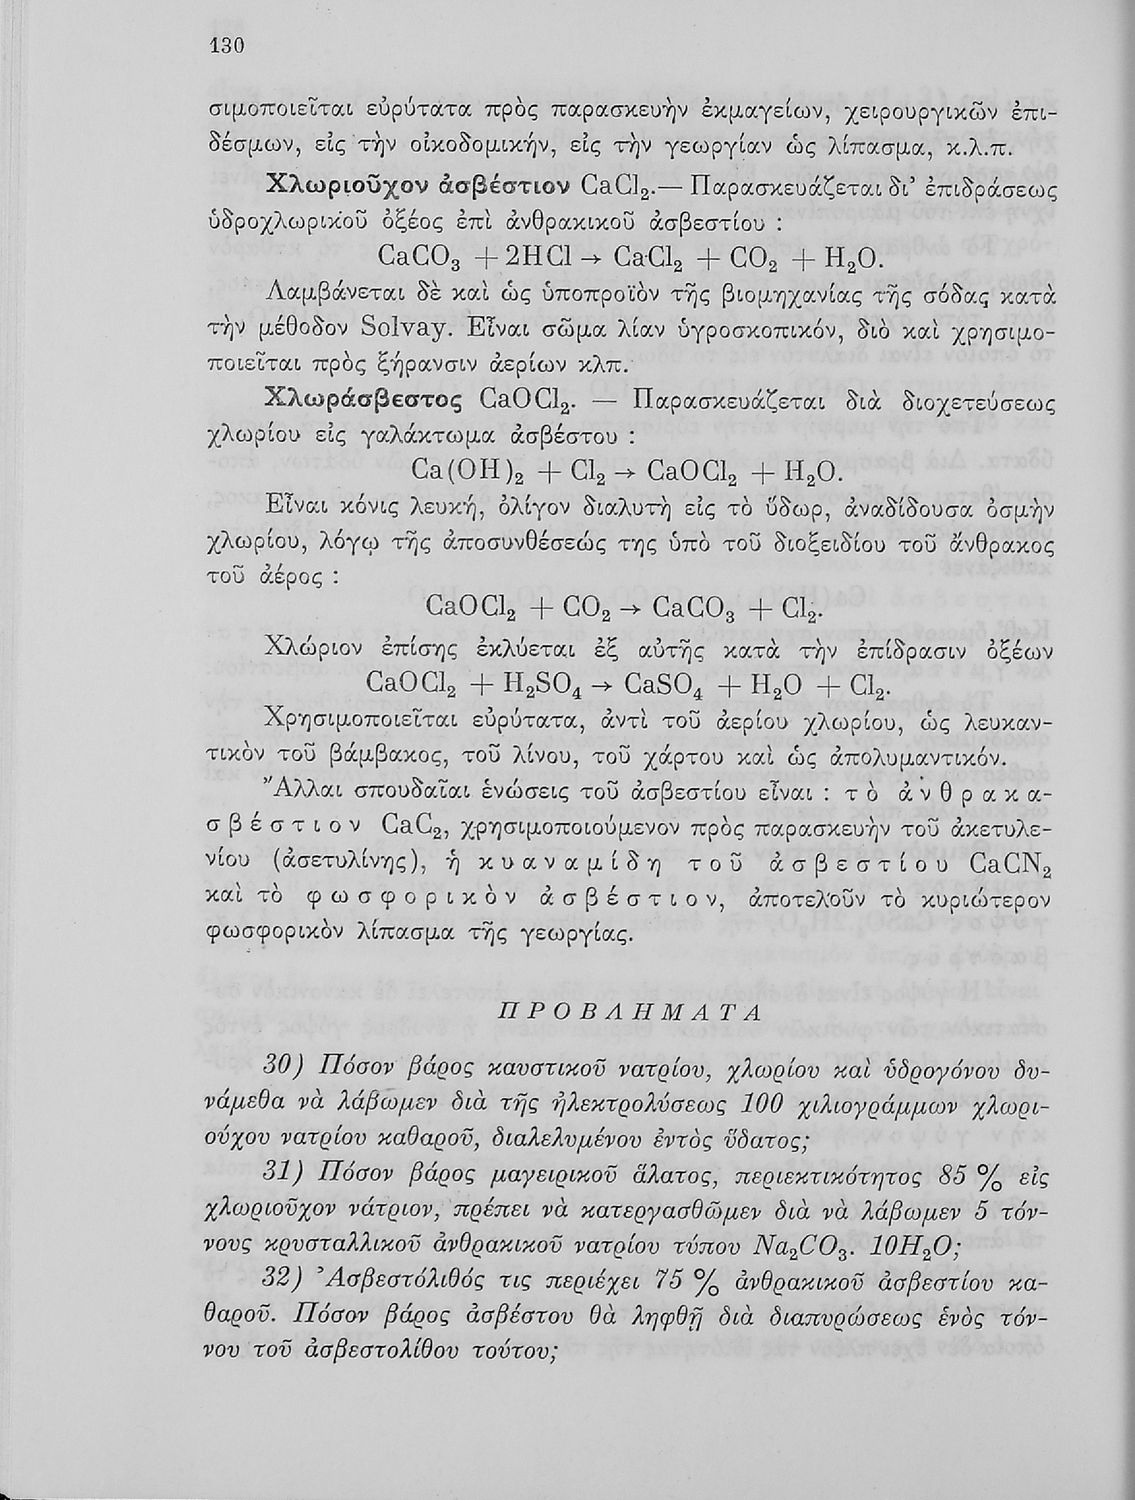 130
σιμοποιεῖται εὐρύτατα πρὸς παρασκευὴν ἐκμαγείων, χειρουργικῶν ἐπι-
δέσμων, εἰς τὴν οἰκοδομικήν, εἰς τὴν γεωργίαν ὡς λίπασμα, κ.λ.π.
Χλωριοῦχον ἀσβέστιον CaCl₂.— Παρασκευάζεται δι’ ἐπιδράσεως
ὑδροχλωρικοῦ ὀξέος ἐπὶ ἀνθρακικοῦ ἀσβεστίου :
CaCO₃ + 2HCl → CaCl₂ + CO₂ + H₂O.
Λαμβάνεται δὲ καὶ ὡς ὑποπροϊὸν τῆς βιομηχανίας τῆς σόδας κατὰ
τὴν μέθοδον Solvay. Εἶναι σῶμα λίαν ὑγροσκοπικόν, διὸ καὶ χρησιμο-
ποιεῖται πρὸς ξήρανσιν ἀερίων κλπ.
Χλωράσβεστος CaOCl₂. — Παρασκευάζεται διὰ διοχετεύσεως
χλωρίου εἰς γαλάκτωμα ἀσβέστου :
Ca(OH)₂ + Cl₂ → CaOCl₂ + H₂O.
Εἶναι κόνις λευκή, ὀλίγον διαλυτὴ εἰς τὸ ὕδωρ, ἀναδίδουσα ὀσμὴν
χλωρίου, λόγῳ τῆς ἀποσυνθέσεώς της ὑπὸ τοῦ διοξειδίου τοῦ ἄνθρακος
τοῦ ἀέρος :
CaOCl₂ + CO₂ → CaCO₃ + Cl₂.
Χλώριον ἐπίσης ἐκλύεται ἐξ αὐτῆς κατὰ τὴν ἐπίδρασιν ὀξέων
CaOCl₂ + H₂SO₄ → CaSO₄ + H₂O + Cl₂.
Χρησιμοποιεῖται εὐρύτατα, ἀντὶ τοῦ ἀερίου χλωρίου, ὡς λευκαν-
τικὸν τοῦ βάμβακος, τοῦ λίνου, τοῦ χάρτου καὶ ὡς ἀπολυμαντικόν.
Ἄλλαι σπουδαῖαι ἑνώσεις τοῦ ἀσβεστίου εἶναι : τὸ ἀνθρακα-
σβέστιον CaC₂, χρησιμοποιούμενον πρὸς παρασκευὴν τοῦ ἀκετυλε-
νίου (ἀσετυλίνης), ἡ κυαναμίδη τοῦ ἀσβεστίου CaCN₂
καὶ τὸ φωσφορικὸν ἀσβέστιον, ἀποτελοῦν τὸ κυριώτερον
φωσφορικὸν λίπασμα τῆς γεωργίας.
ΠΡΟΒΛΗΜΑΤΑ
30) Πόσον βάρος καυστικοῦ νατρίου, χλωρίου καὶ ὑδρογόνου δυ-
νάμεθα νὰ λάβωμεν διὰ τῆς ἠλεκτρολύσεως 100 χιλιογράμμων χλωρι-
ούχου νατρίου καθαροῦ, διαλελυμένου ἐντὸς ὕδατος;
31) Πόσον βάρος μαγειρικοῦ ἅλατος, περιεκτικότητος 85 % εἰς
χλωριοῦχον νάτριον, πρέπει νὰ κατεργασθῶμεν διὰ νὰ λάβωμεν 5 τόν-
νους κρυσταλλικοῦ ἀνθρακικοῦ νατρίου τύπου Na₂CO₃. 10H₂O;
32) Ἀσβεστόλιθός τις περιέχει 75 % ἀνθρακικοῦ ἀσβεστίου κα-
θαροῦ. Πόσον βάρος ἀσβέστου θὰ ληφθῇ διὰ διαπυρώσεως ἑνὸς τόν-
νου τοῦ ἀσβεστολίθου τούτου;